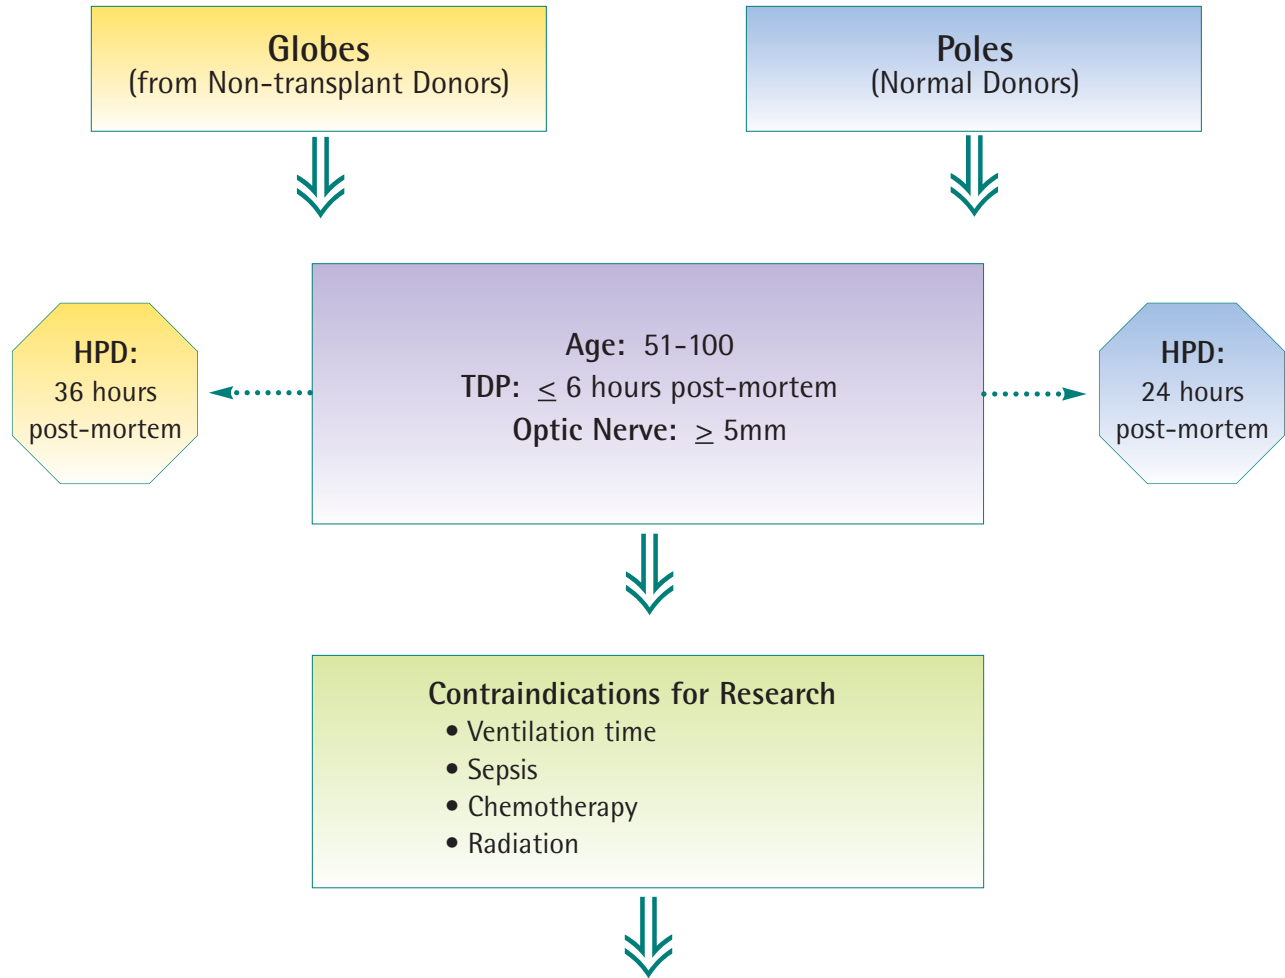 Globes
(from Non-transplant Donors)
Poles
(Normal Donors)
HPD:
36 hours
post-mortem
Age: 51-100
TDP: ≤ 6 hours post-mortem
Optic Nerve: ≥ 5mm
HPD:
24 hours
post-mortem
Contraindications for Research
• Ventilation time
• Sepsis
• Chemotherapy
• Radiation